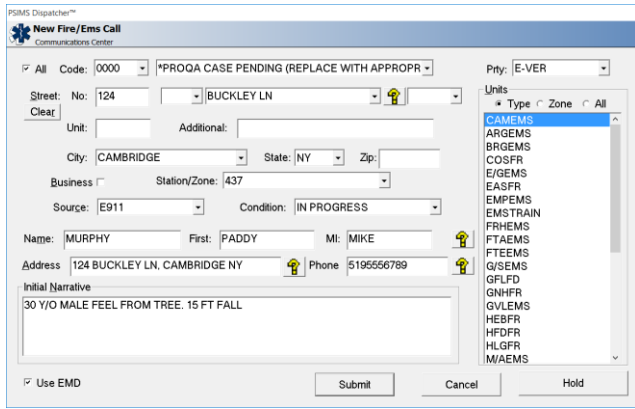 PSIMS Dispatcher™
New Fire/Ems Call
Communications Center
All Code: 0000 *PROQA CASE PENDING (REPLACE WITH APPROPR Prty: E-VER
Street: No: 124 BUCKLEY LN
Clear
Unit: Additional:
City: CAMBRIDGE State: NY Zip:
Business Station/Zone: 437
Source: E911 Condition: IN PROGRESS
Name: MURPHY First: PADDY MI: MIKE
Address 124 BUCKLEY LN, CAMBRIDGE NY Phone 5195556789
Initial Narrative
30 Y/O MALE FEEL FROM TREE. 15 FT FALL
Units
Type Zone All
CAMEMS
ARGEMS
BRGEMS
COSFR
E/GEMS
EASFR
EMPEMS
EMSTRAIN
FRHEMS
FTAEMS
FTEEMS
G/SEMS
GFLFD
GNHFR
GVLEMS
HEBFR
HFDFR
HLGFR
M/AEMS
Use EMD Submit Cancel Hold